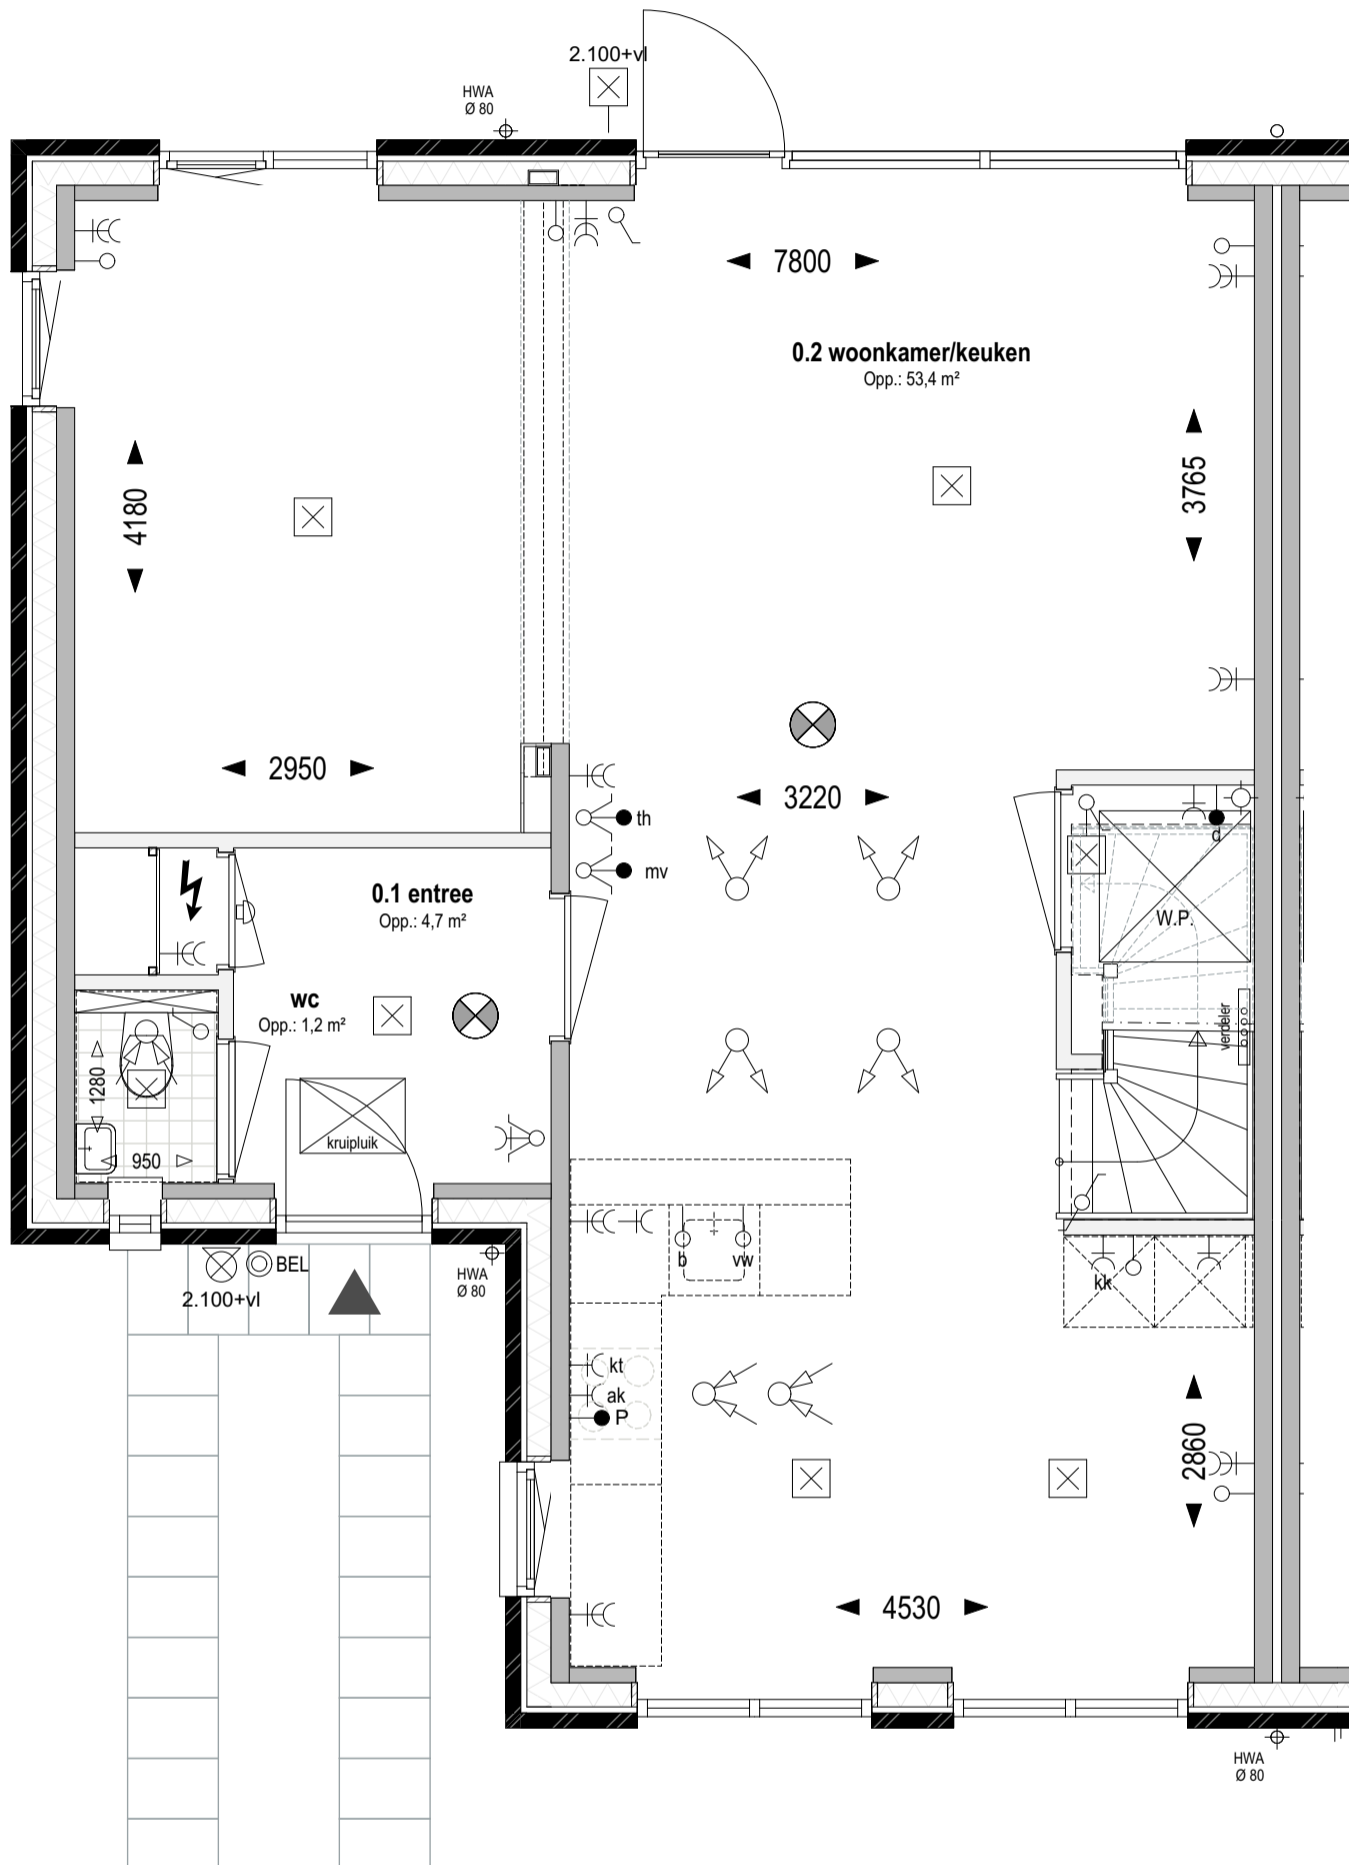 2.100+vl
HWA
Ø 80
7800
0.2 woonkamer/keuken
Opp.: 53,4 m²
4180
3765
2950
3220
th
mv
d
W.P.
0.1 entree
Opp.: 4,7 m²
wc
Opp.: 1,2 m²
verdeler
1280
950
kruipluik
b
vw
BEL
2.100+vl
HWA
Ø 80
kk
kt
ak
P
2860
4530
HWA
Ø 80